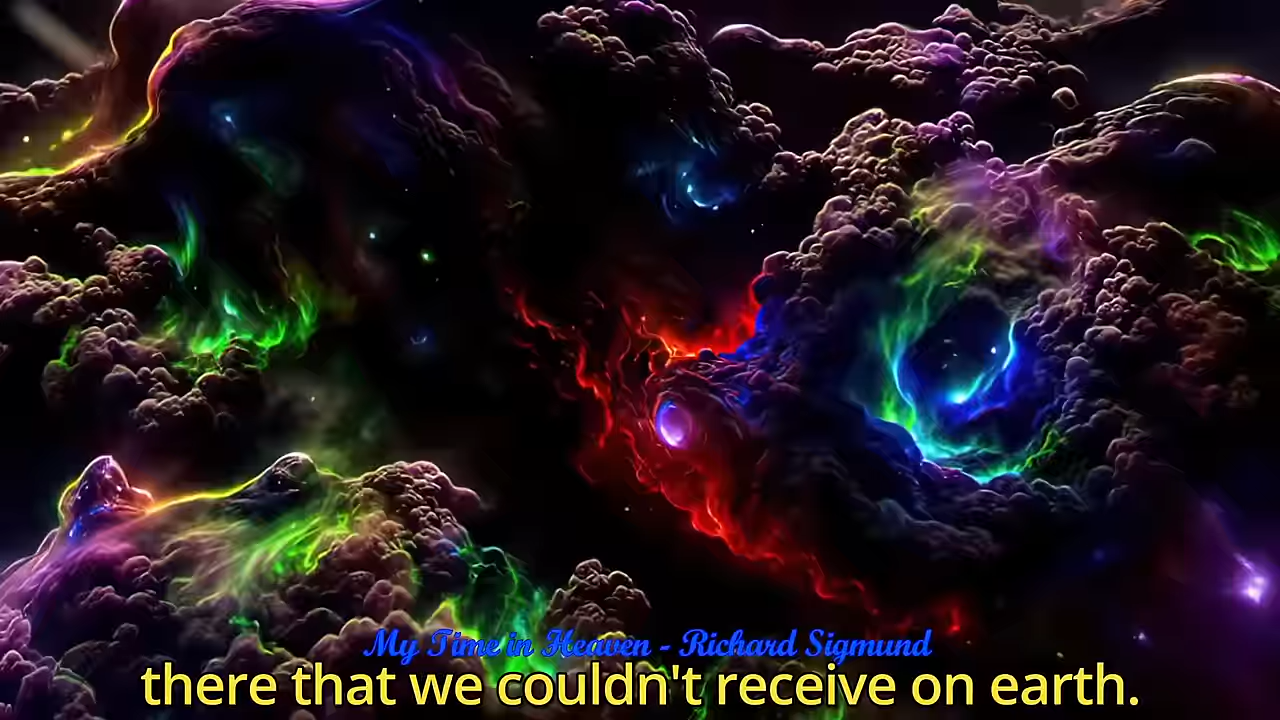 My Time in Heaven - Richard Sigmund
there that we couldn't receive on earth.